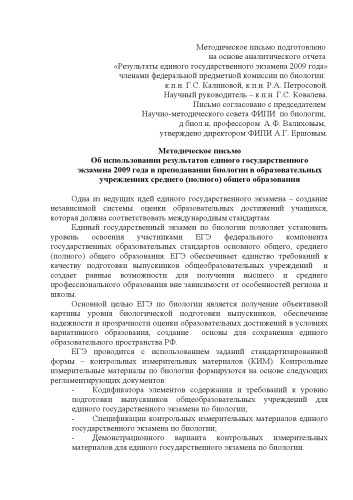 Методическое письмо подготовлено
на основе аналитического отчета
«Результаты единого государственного экзамена 2009 года»
членами федеральной предметной комиссии по биологии:
к.п.н. Г.С. Калиновой, к.п.н. Р.А. Петросовой.
Научный руководитель – к.п.н. Г.С. Ковалева.
Письмо согласовано с председателем
Научно-методического совета ФИПИ по биологии,
д.биол.н, профессором А.Ф. Валиховым,
утверждено директором ФИПИ А.Г. Ершовым.
Методическое письмо
Об использовании результатов единого государственного
экзамена 2009 года в преподавании биологии в образовательных
учреждениях среднего (полного) общего образования
Одна из ведущих идей единого государственного экзамена – создание
независимой системы оценки образовательных достижений учащихся,
которая должна соответствовать международным стандартам.
Единый государственный экзамен по биологии позволяет установить
уровень освоения участниками ЕГЭ федерального компонента
государственных образовательных стандартов основного общего, среднего
(полного) общего образования. ЕГЭ обеспечивает единство требований к
качеству подготовки выпускников общеобразовательных учреждений и
создает равные возможности для получения высшего и среднего
профессионального образования вне зависимости от особенностей региона и
школы.
Основной целью ЕГЭ по биологии является получение объективной
картины уровня биологической подготовки выпускников, обеспечение
надежности и прозрачности оценки образовательных достижений в условиях
вариативного образования, создание основы для сохранения единого
образовательного пространства РФ.
ЕГЭ проводится с использованием заданий стандартизированной
формы – контрольных измерительных материалов (КИМ). Контрольные
измерительные материалы по биологии формируются на основе следующих
регламентирующих документов:
- Кодификатора элементов содержания и требований к уровню
подготовки выпускников общеобразовательных учреждений для
единого государственного экзамена по биологии;
- Спецификации контрольных измерительных материалов единого
государственного экзамена по биологии;
- Демонстрационного варианта контрольных измерительных
материалов для единого государственного экзамена по биологии.